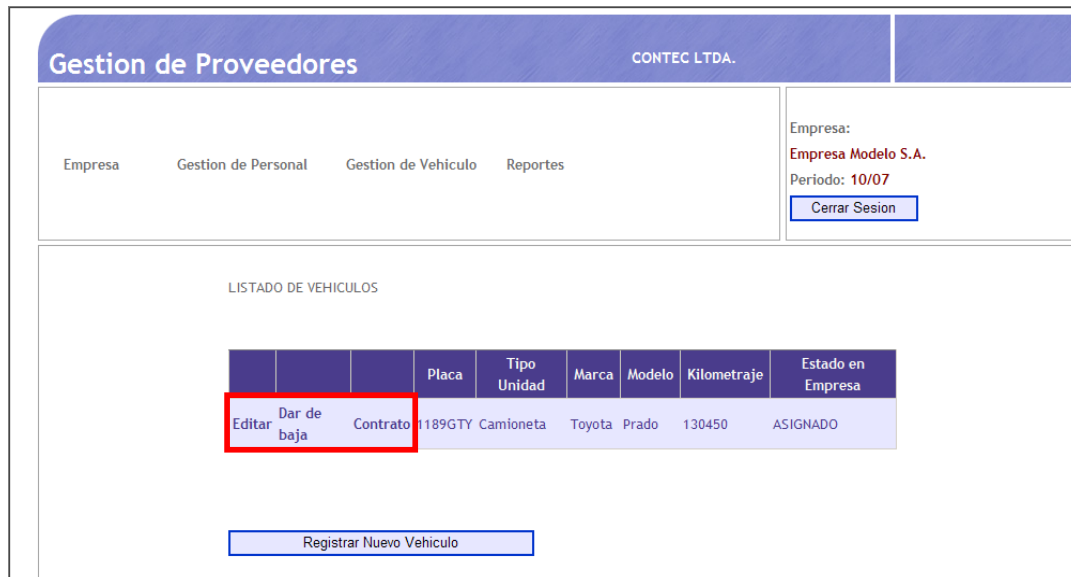 Gestion de Proveedores
CONTEC LTDA.
Empresa Gestion de Personal Gestion de Vehiculo Reportes
Empresa:
Empresa Modelo S.A.
Periodo: 10/07
Cerrar Sesion
LISTADO DE VEHICULOS
Placa Tipo Unidad Marca Modelo Kilometraje Estado en Empresa
Editar Dar de baja Contrato 1189GTY Camioneta Toyota Prado 130450 ASIGNADO
Registrar Nuevo Vehiculo